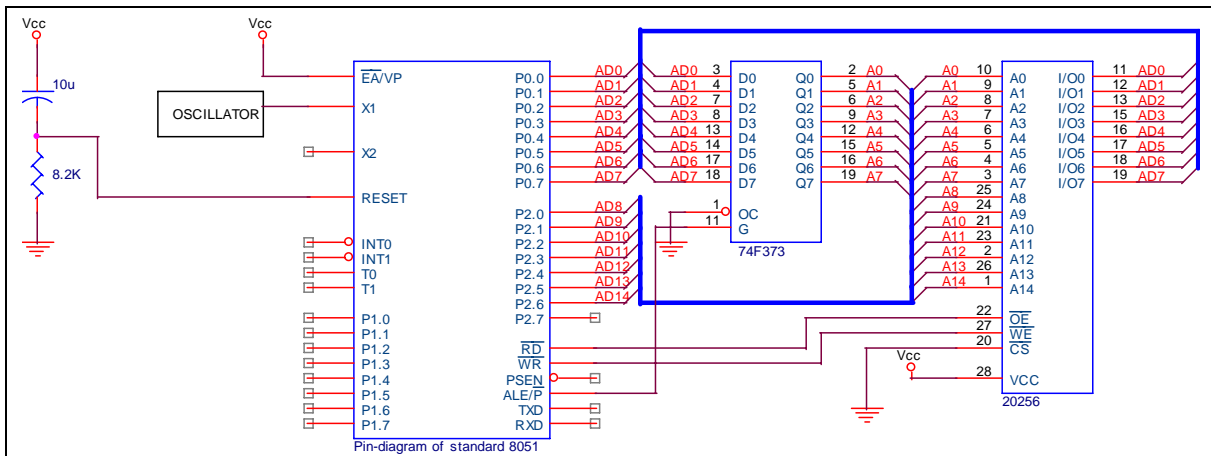 Vcc
10u
8.2K
Vcc
OSCILLATOR
EA/VP
X1
X2
RESET
INT0
INT1
T0
T1
P1.0
P1.1
P1.2
P1.3
P1.4
P1.5
P1.6
P1.7
P0.0 AD0
P0.1 AD1
P0.2 AD2
P0.3 AD3
P0.4 AD4
P0.5 AD5
P0.6 AD6
P0.7 AD7
P2.0 AD8
P2.1 AD9
P2.2 AD10
P2.3 AD11
P2.4 AD12
P2.5 AD13
P2.6 AD14
P2.7
RD
WR
PSEN
ALE/P
TXD
RXD
Pin-diagram of standard 8051
AD0 3 D0 Q0 2 A0
AD1 4 D1 Q1 5 A1
AD2 7 D2 Q2 6 A2
AD3 8 D3 Q3 9 A3
AD4 13 D4 Q4 12 A4
AD5 14 D5 Q5 15 A5
AD6 17 D6 Q6 16 A6
AD7 18 D7 Q7 19 A7
1 OC
11 G
74F373
A0 10 A0 I/O0 11 AD0
A1 9 A1 I/O1 12 AD1
A2 8 A2 I/O2 13 AD2
A3 7 A3 I/O3 15 AD3
A4 6 A4 I/O4 16 AD4
A5 5 A5 I/O5 17 AD5
A6 4 A6 I/O6 18 AD6
A7 3 A7 I/O7 19 AD7
A8 25 A8
A9 24 A9
A10 21 A10
A11 23 A11
A12 2 A12
A13 26 A13
A14 1 A14
22 OE
27 WE
20 CS
Vcc 28 VCC
20256